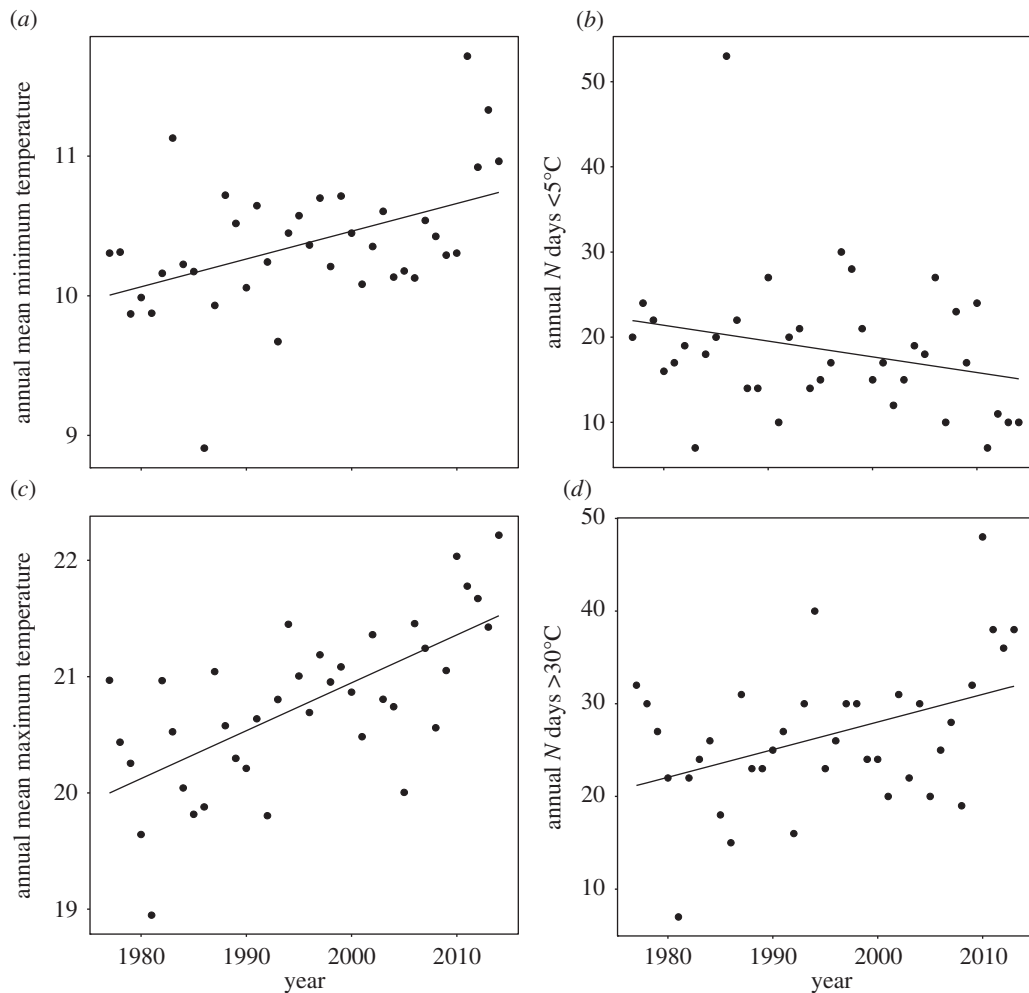 (a)
annual mean minimum temperature
11
10
9
(b)
annual N days <5°C
50
40
30
20
10
(c)
annual mean maximum temperature
22
21
20
19
1980 1990 2000 2010
year
(d)
annual N days >30°C
50
40
30
20
10
1980 1990 2000 2010
year